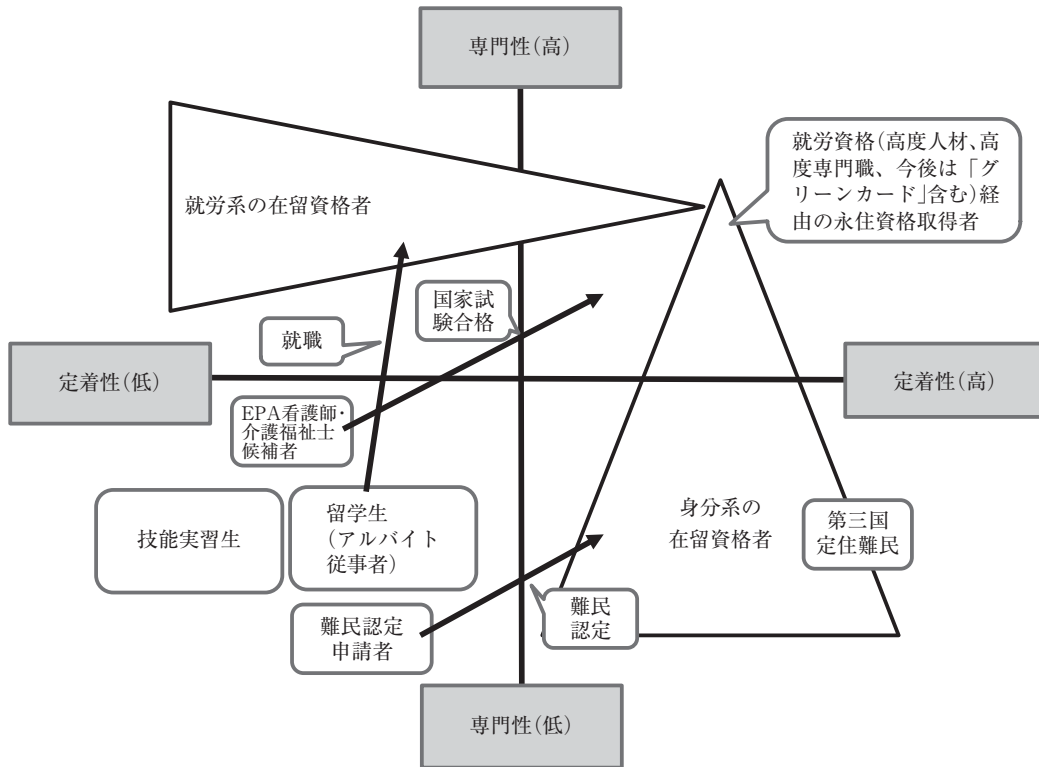 専門性(高)
就労資格(高度人材、高
度専門職、今後は「グ
リーンカード」含む)経
由の永住資格取得者
就労系の在留資格者
国家試
験合格
就職
定着性(低)
定着性(高)
EPA看護師・
介護福祉士
候補者
技能実習生
留学生
(アルバイト
従事者)
身分系の
在留資格者
第三国
定住難民
難民認定
申請者
難民
認定
専門性(低)